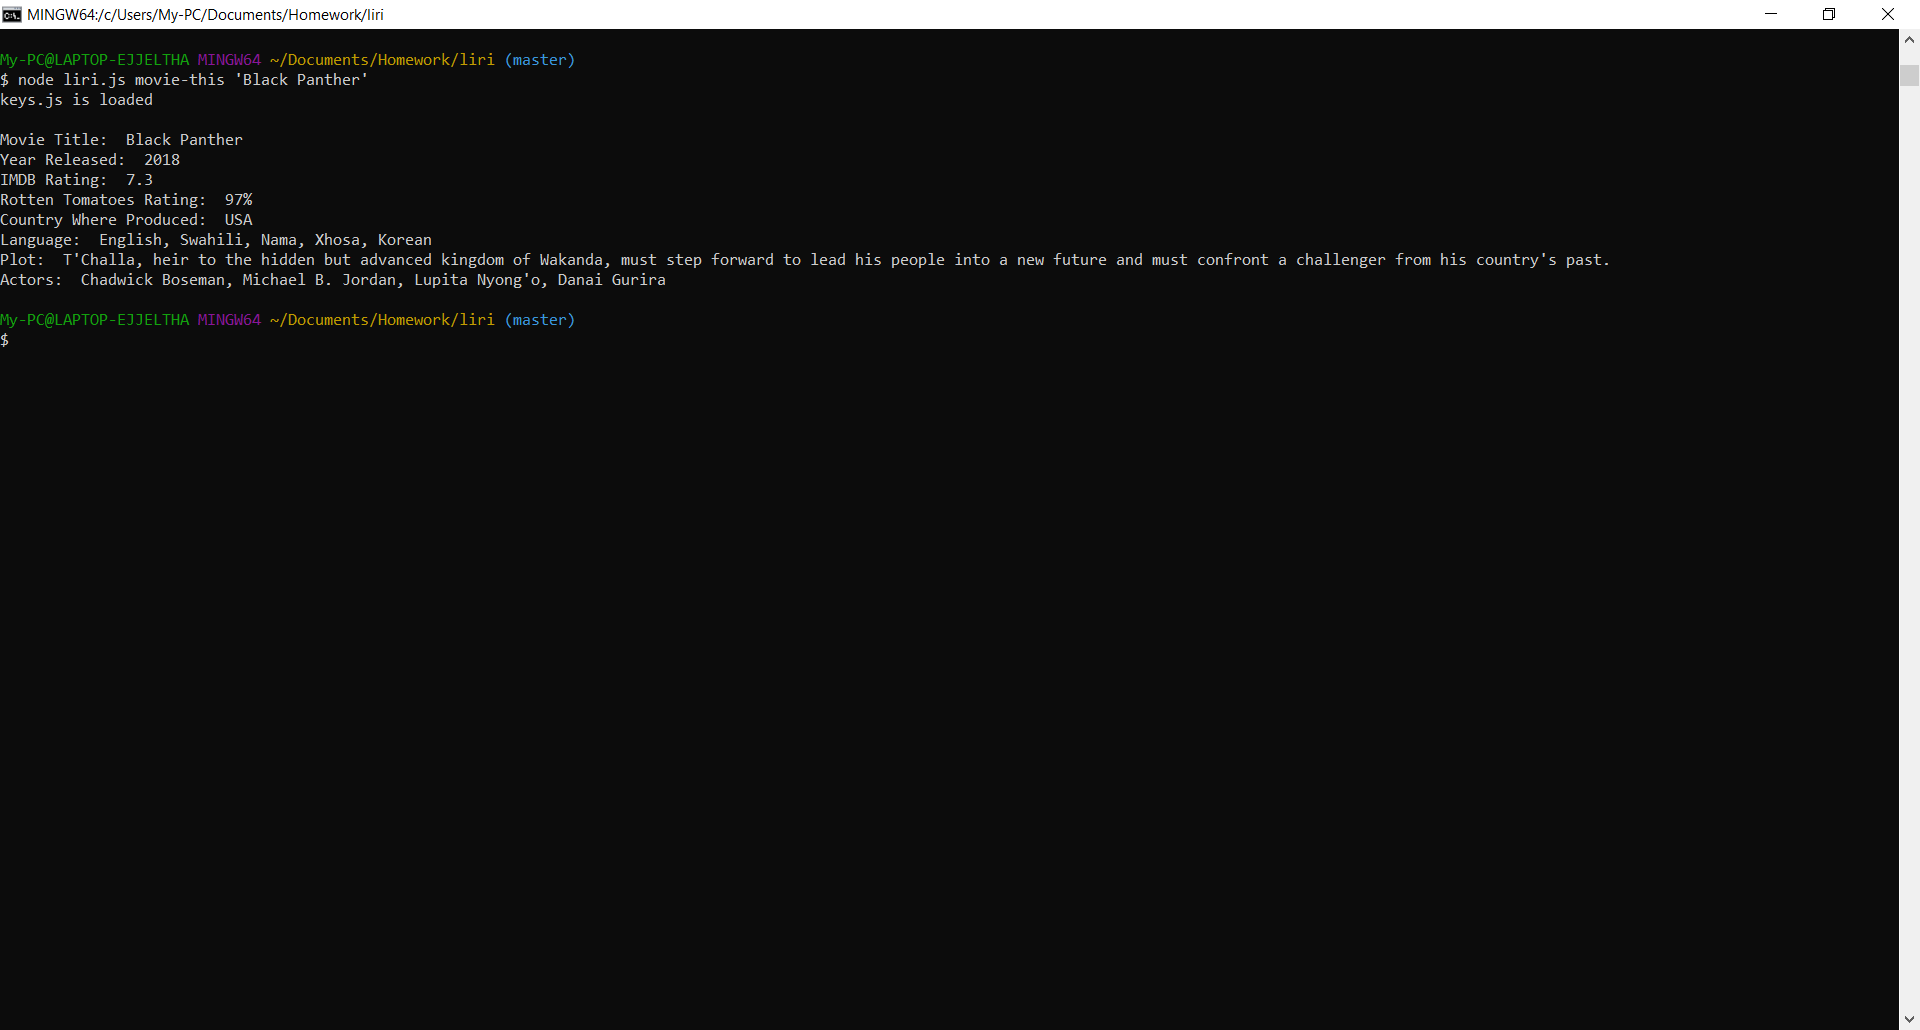 MINGW64:/c/Users/My-PC/Documents/Homework/liri
My-PC@LAPTOP-EJJELTHA MINGW64 ~/Documents/Homework/liri (master)
$ node liri.js movie-this 'Black Panther'
keys.js is loaded
Movie Title:  Black Panther
Year Released:  2018
IMDB Rating:  7.3
Rotten Tomatoes Rating:  97%
Country Where Produced:  USA
Language:  English, Swahili, Nama, Xhosa, Korean
Plot:  T'Challa, heir to the hidden but advanced kingdom of Wakanda, must step forward to lead his people into a new future and must confront a challenger from his country's past.
Actors:  Chadwick Boseman, Michael B. Jordan, Lupita Nyong'o, Danai Gurira
My-PC@LAPTOP-EJJELTHA MINGW64 ~/Documents/Homework/liri (master)
$